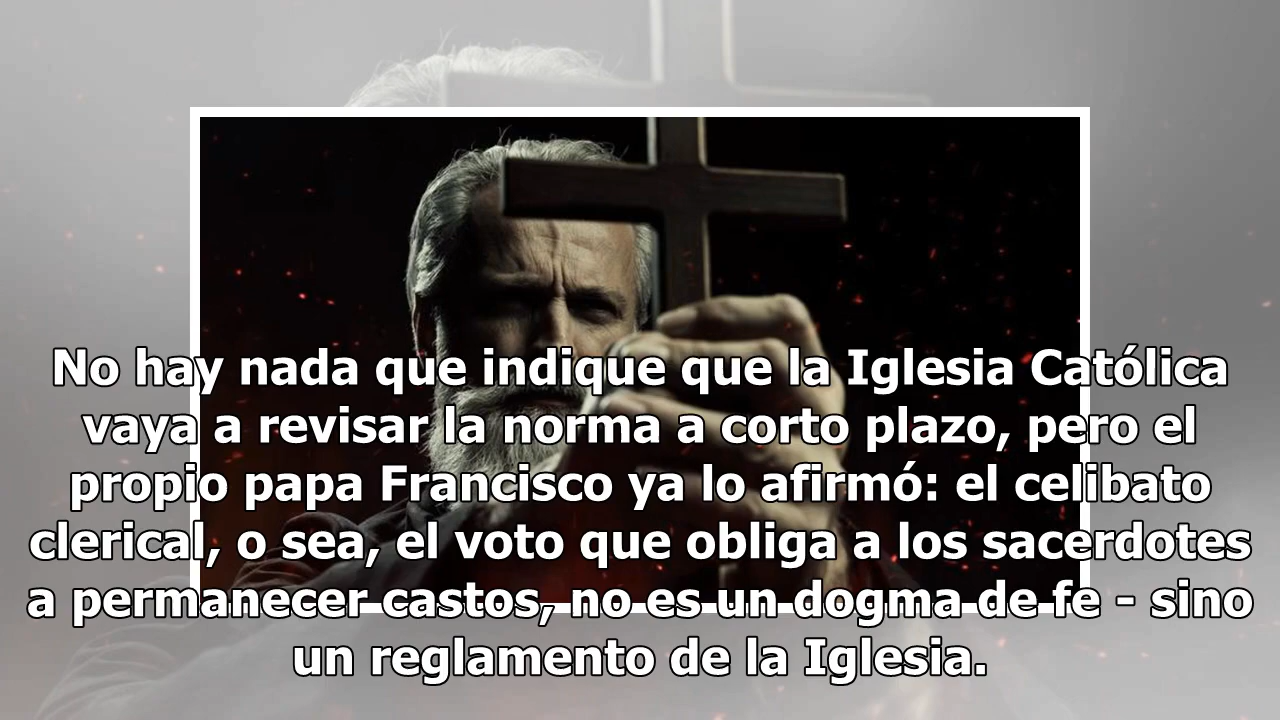 No hay nada que indique que la Iglesia Católica
vaya a revisar la norma a corto plazo, pero el
propio papa Francisco ya lo afirmó: el celibato
clerical, o sea, el voto que obliga a los sacerdotes
a permanecer castos, no es un dogma de fe - sino
un reglamento de la Iglesia.